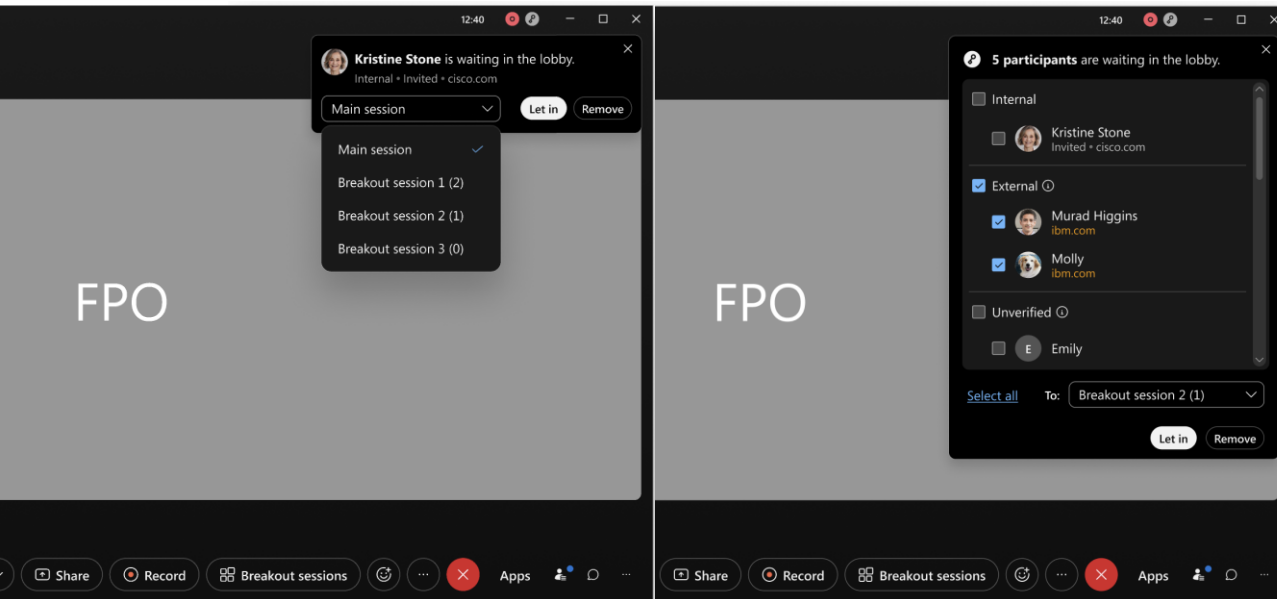 12:40
Kristine Stone is waiting in the lobby.
Internal • Invited • cisco.com
Main session
Let in
Remove
Main session
Breakout session 1 (2)
Breakout session 2 (1)
Breakout session 3 (0)
FPO
Share
Record
Breakout sessions
Apps
12:40
5 participants are waiting in the lobby.
Internal
Kristine Stone
Invited • cisco.com
External
Murad Higgins
ibm.com
Molly
ibm.com
Unverified
E
Emily
Select all
To:
Breakout session 2 (1)
Let in
Remove
FPO
Share
Record
Breakout sessions
Apps